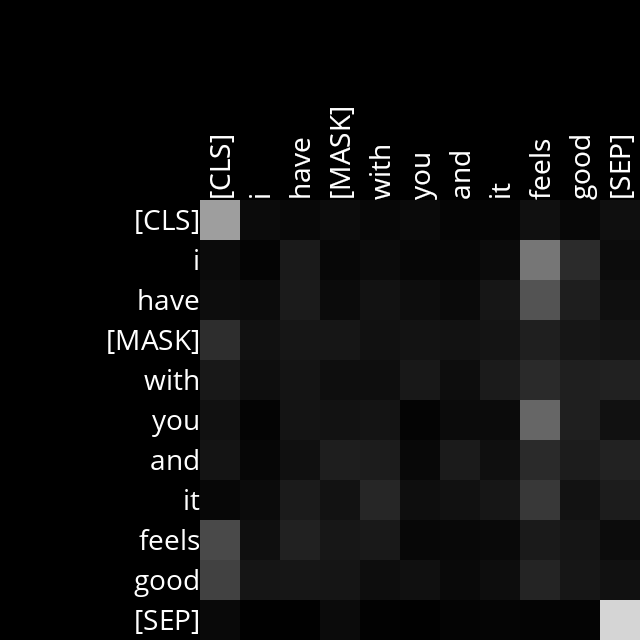 [CLS] i have [MASK] with you and it feels good [SEP]
[CLS]
i
have
[MASK]
with
you
and
it
feels
good
[SEP]